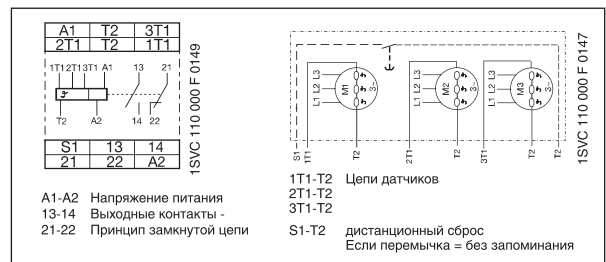 A1 T2 3T1
2T1 T2 1T1
1T1 2T1 3T1 A1 13 21
ϑ
T2 A2 14 22
S1 13 14
21 22 A2
1SVC 110 000 F 0149
A1-A2 Напряжение питания
13-14 Выходные контакты -
21-22 Принцип замкнутой цепи
L1 L2 L3 M1 3~ ϑ ϑ ϑ
L1 L2 L3 M2 3~ ϑ ϑ ϑ
L1 L2 L3 M3 3~ ϑ ϑ ϑ
S1 1T1 T2 2T1 T2 3T1 T2 T2
1SVC 110 000 F 0147
1T1-T2 Цепи датчиков
2T1-T2
3T1-T2
S1-T2 дистанционный сброс
Если перемычка = без запоминания